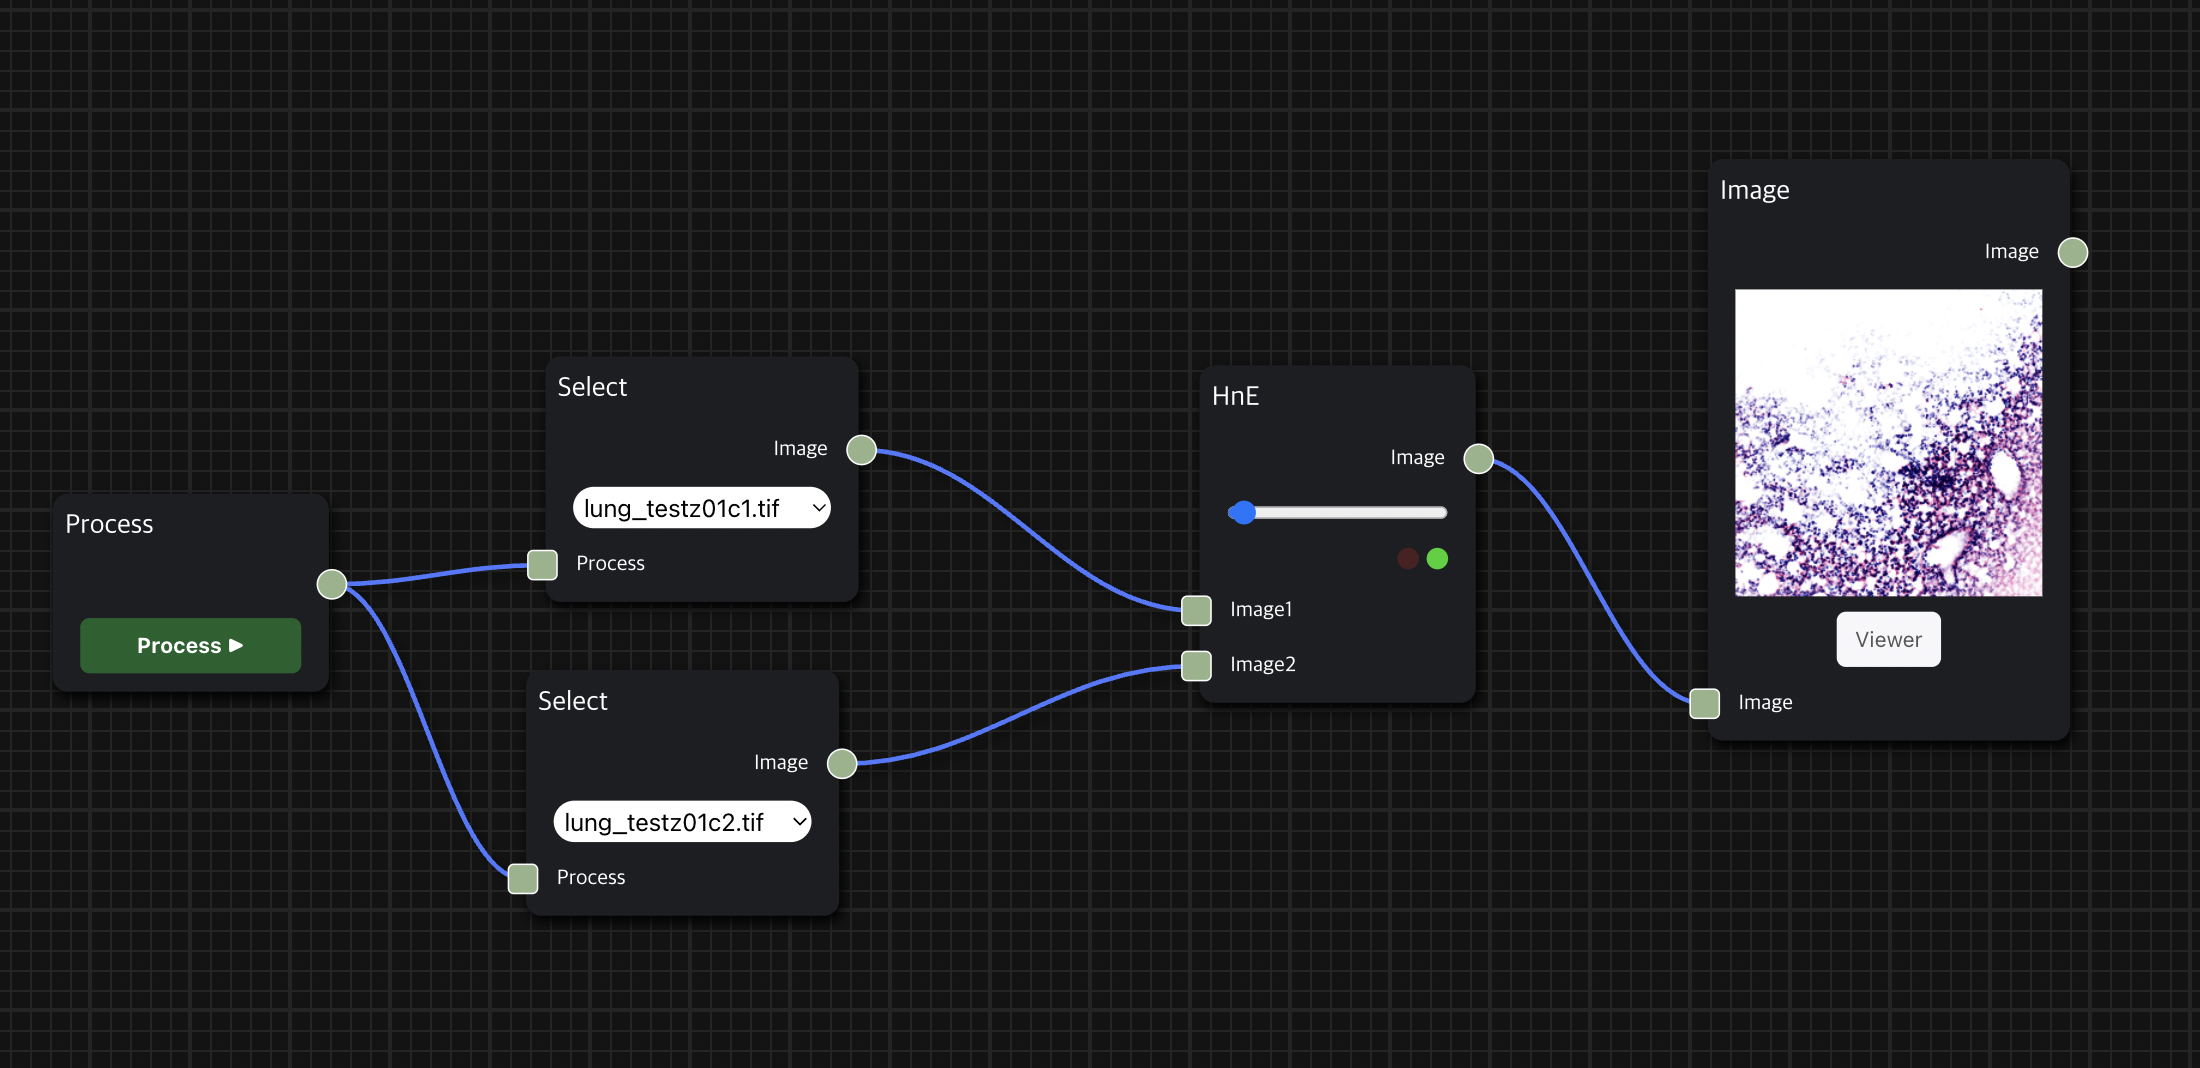 Process
Process ▶
Select
Image
lung_testz01c1.tif
Process
Select
Image
lung_testz01c2.tif
Process
HnE
Image
Image1
Image2
Image
Image
Viewer
Image